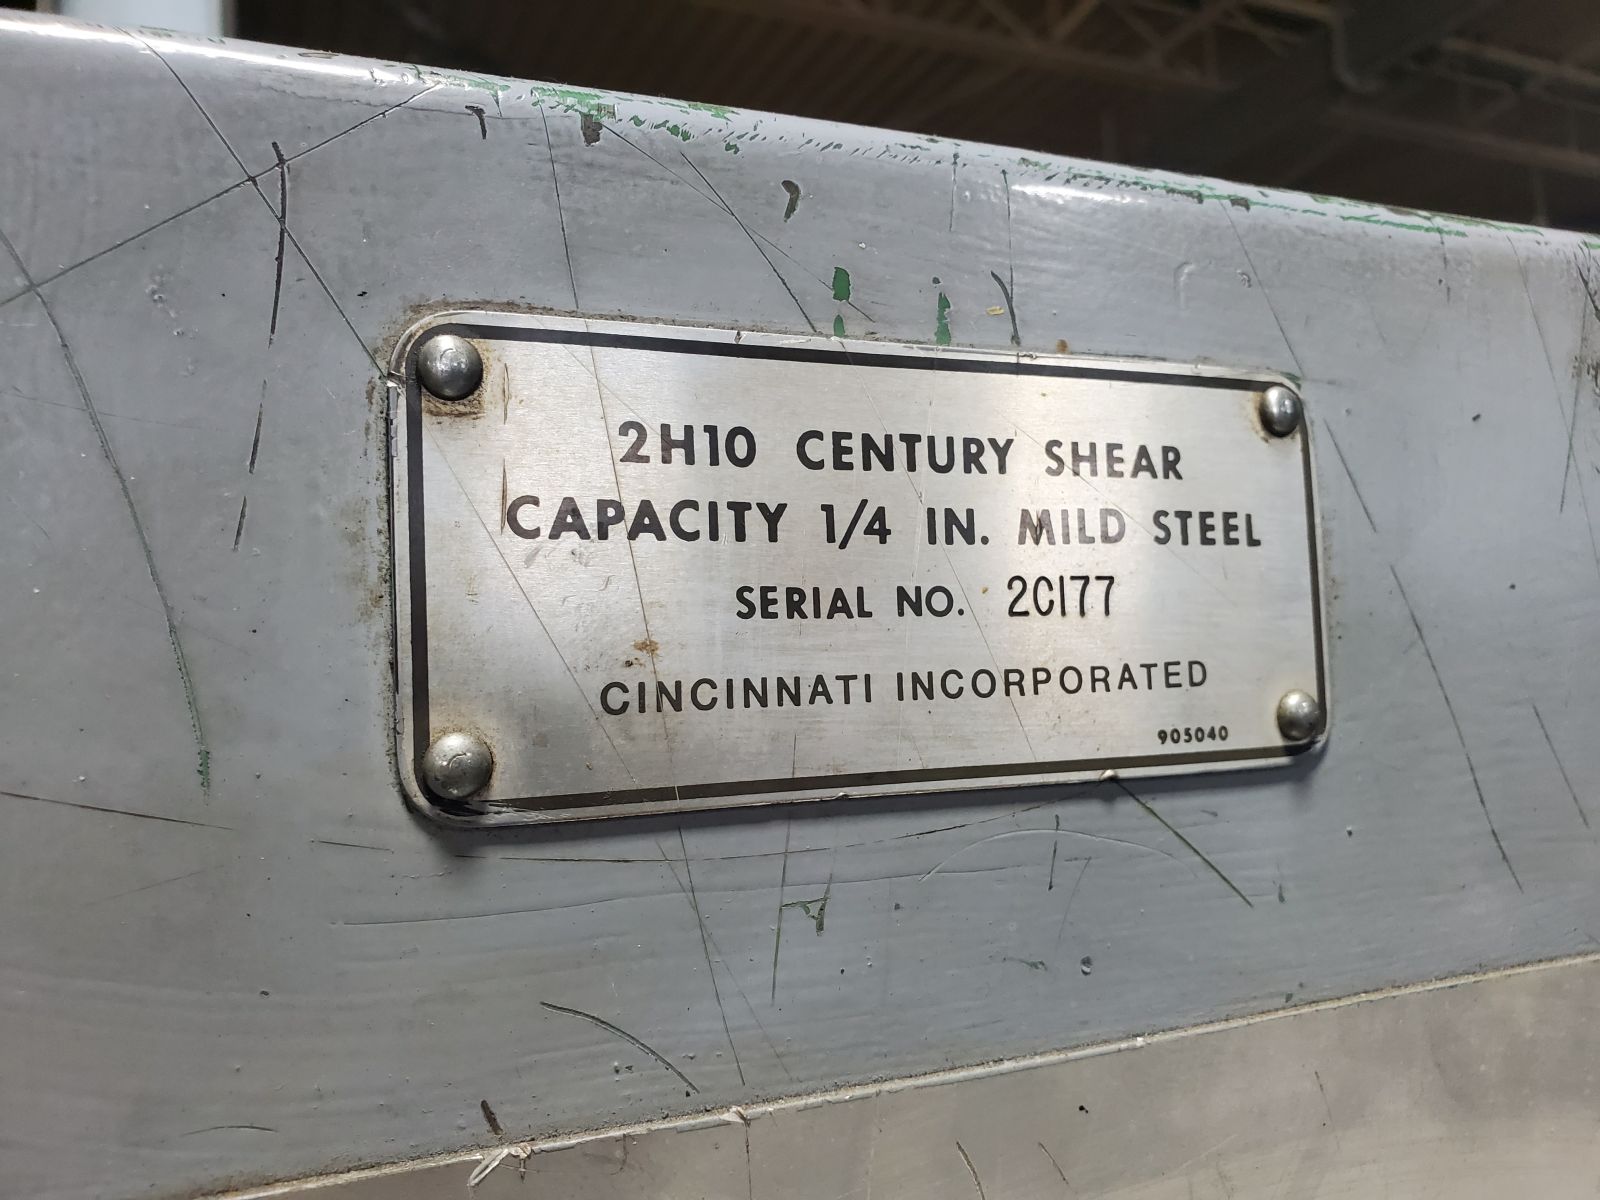 2H10 CENTURY SHEAR
CAPACITY 1/4 IN. MILD STEEL
SERIAL NO. 2C177
CINCINNATI INCORPORATED
905040